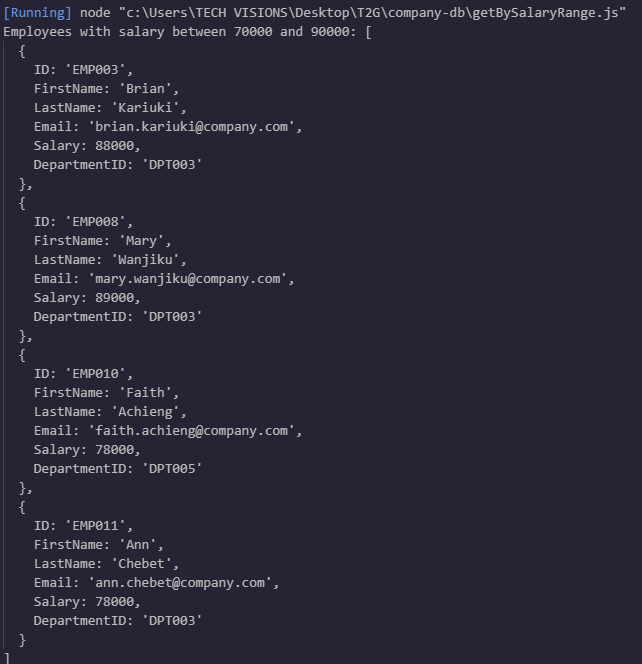 [Running] node "c:\Users\TECH VISIONS\Desktop\T2G\company-db\getBySalaryRange.js"
Employees with salary between 70000 and 90000: [
  {
    ID: 'EMP003',
    FirstName: 'Brian',
    LastName: 'Kariuki',
    Email: 'brian.kariuki@company.com',
    Salary: 88000,
    DepartmentID: 'DPT003'
  },
  {
    ID: 'EMP008',
    FirstName: 'Mary',
    LastName: 'Wanjiku',
    Email: 'mary.wanjiku@company.com',
    Salary: 89000,
    DepartmentID: 'DPT003'
  },
  {
    ID: 'EMP010',
    FirstName: 'Faith',
    LastName: 'Achieng',
    Email: 'faith.achieng@company.com',
    Salary: 78000,
    DepartmentID: 'DPT005'
  },
  {
    ID: 'EMP011',
    FirstName: 'Ann',
    LastName: 'Chebet',
    Email: 'ann.chebet@company.com',
    Salary: 78000,
    DepartmentID: 'DPT003'
  }
]